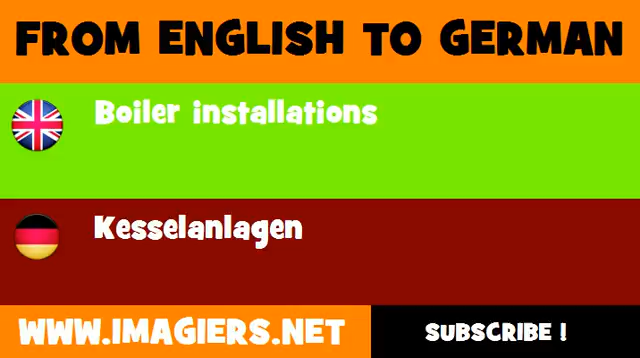 FROM ENGLISH TO GERMAN
Boiler installations
Kesselanlagen
WWW.IMAGIERS.NET
SUBSCRIBE !